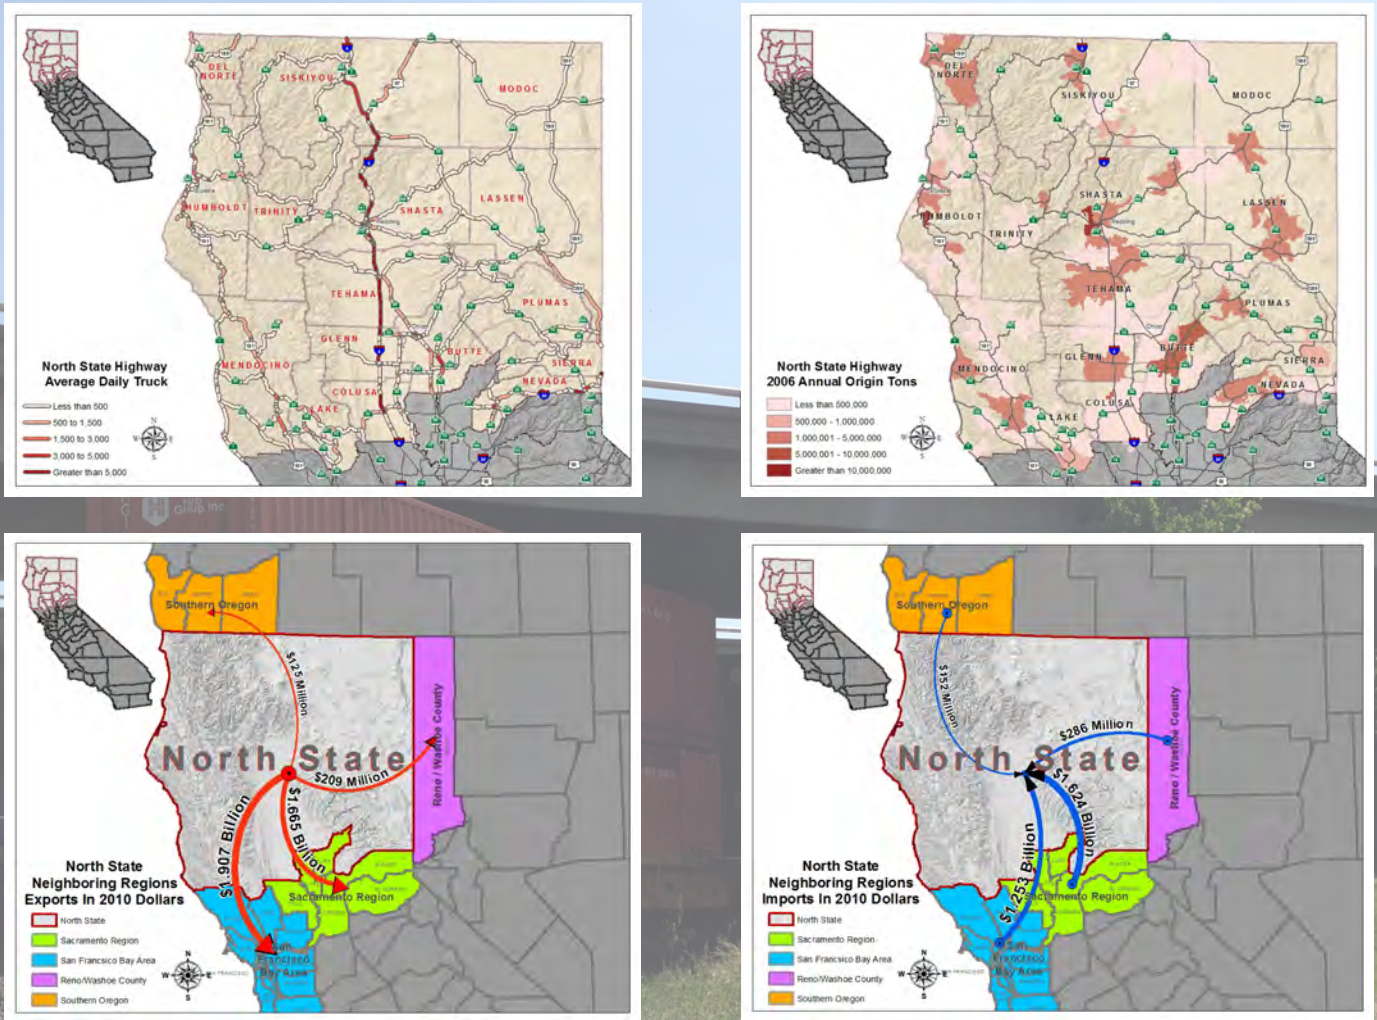 DEL
NORTE
SISKIYOU
MODOC
HUMBOLDT
TRINITY
SHASTA
LASSEN
Redding
TEHAMA
PLUMAS
GLENN
BUTTE
MENDOCINO
COLUSA
SIERRA
NEVADA
LAKE
North State Highway
Average Daily Truck
Less than 500
500 to 1,500
1,500 to 3,000
3,000 to 5,000
Greater than 5,000
N
W
E
S
DEL
NORTE
SISKIYOU
MODOC
SHASTA
LASSEN
HUMBOLDT
Redding
TRINITY
TEHAMA
PLUMAS
Chico
BUTTE
GLENN
SIERRA
MENDOCINO
NEVADA
COLUSA
LAKE
North State Highway
2006 Annual Origin Tons
Less than 500,000
500,000 - 1,000,000
1,000,001 - 5,000,000
5,000,001 - 10,000,000
Greater than 10,000,000
N
W
E
S
Group Inc
Southern Oregon
$125 Million
North State
$209 Million
Reno / Washoe County
$1.907 Billion
$1.665 Billion
Sacramento Region
San
Francisco
Bay Area
North State
Neighboring Regions
Exports In 2010 Dollars
North State
Sacramento Region
San Francsico Bay Area
Reno/Washoe County
Southern Oregon
N
W
E
S
Southern Oregon
$152 Million
$286 Million
North State
Reno / Washoe County
$1.624 Billion
$1.253 Billion
Sacramento Region
San
Francisco
Bay Area
North State
Neighboring Regions
Imports In 2010 Dollars
North State
Sacramento Region
San Francsico Bay Area
Reno/Washoe County
Southern Oregon
N
W
E
S